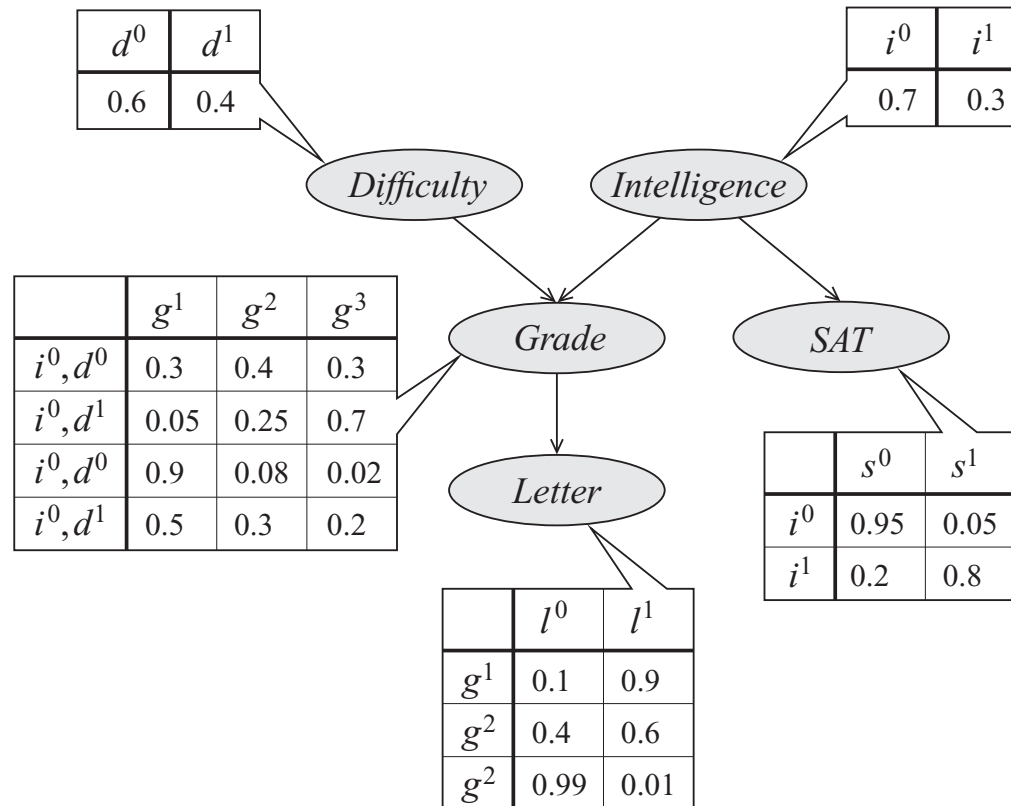 d⁰ d¹
0.6 0.4
i⁰ i¹
0.7 0.3
Difficulty
Intelligence
g¹ g² g³
i⁰,d⁰ 0.3 0.4 0.3
i⁰,d¹ 0.05 0.25 0.7
i⁰,d⁰ 0.9 0.08 0.02
i⁰,d¹ 0.5 0.3 0.2
Grade
SAT
Letter
s⁰ s¹
i⁰ 0.95 0.05
i¹ 0.2 0.8
l⁰ l¹
g¹ 0.1 0.9
g² 0.4 0.6
g² 0.99 0.01